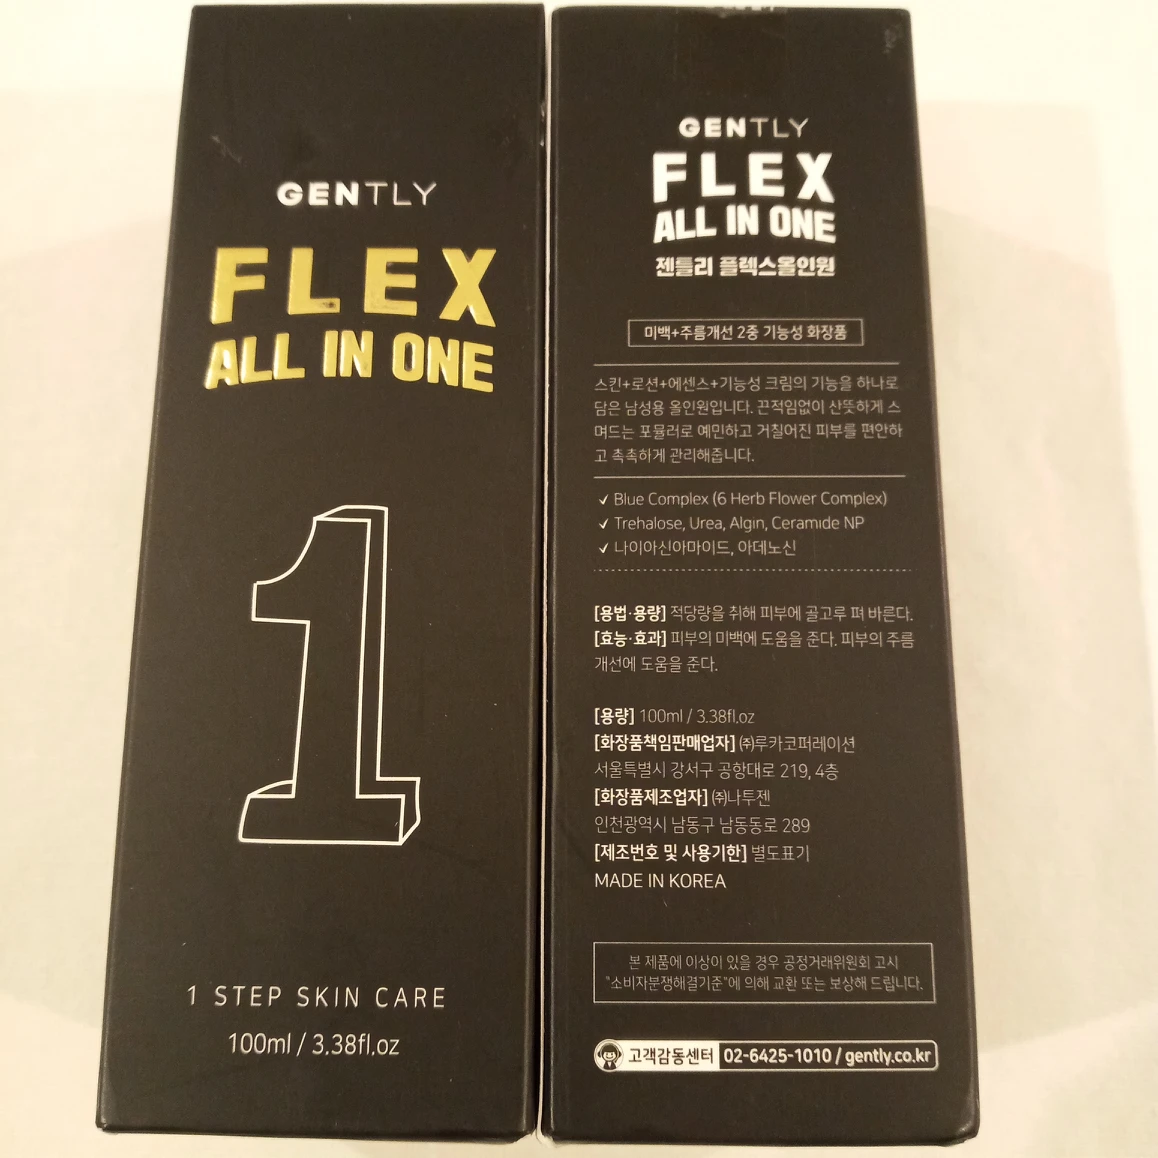 GENTLY
FLEX
ALL IN ONE
1
1 STEP SKIN CARE
100ml / 3.38fl.oz
GENTLY
FLEX
ALL IN ONE
젠틀리 플렉스올인원
미백+주름개선 2중 기능성 화장품
스킨+로션+에센스+기능성 크림의 기능을 하나로
담은 남성용 올인원입니다. 끈적임없이 산뜻하게 스
며드는 포뮬러로 예민하고 거칠어진 피부를 편안하
고 촉촉하게 관리해줍니다.
✓ Blue Complex (6 Herb Flower Complex)
✓ Trehalose, Urea, Algin, Ceramide NP
✓ 나이아신아마이드, 아데노신
[용법·용량] 적당량을 취해 피부에 골고루 펴 바른다.
[효능·효과] 피부의 미백에 도움을 준다. 피부의 주름
개선에 도움을 준다.
[용량] 100ml / 3.38fl.oz
[화장품책임판매업자] ㈜루카코퍼레이션
서울특별시 강서구 공항대로 219, 4층
[화장품제조업자] ㈜나투젠
인천광역시 남동구 남동동로 289
[제조번호 및 사용기한] 별도표기
MADE IN KOREA
본 제품에 이상이 있을 경우 공정거래위원회 고시
"소비자분쟁해결기준"에 의해 교환 또는 보상해 드립니다.
고객감동센터 02-6425-1010 / gently.co.kr